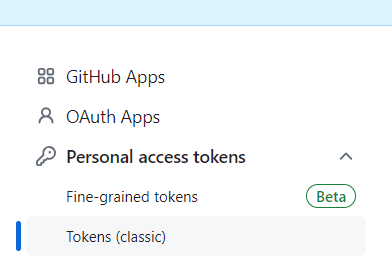 GitHub Apps
OAuth Apps
Personal access tokens
Fine-grained tokens Beta
Tokens (classic)